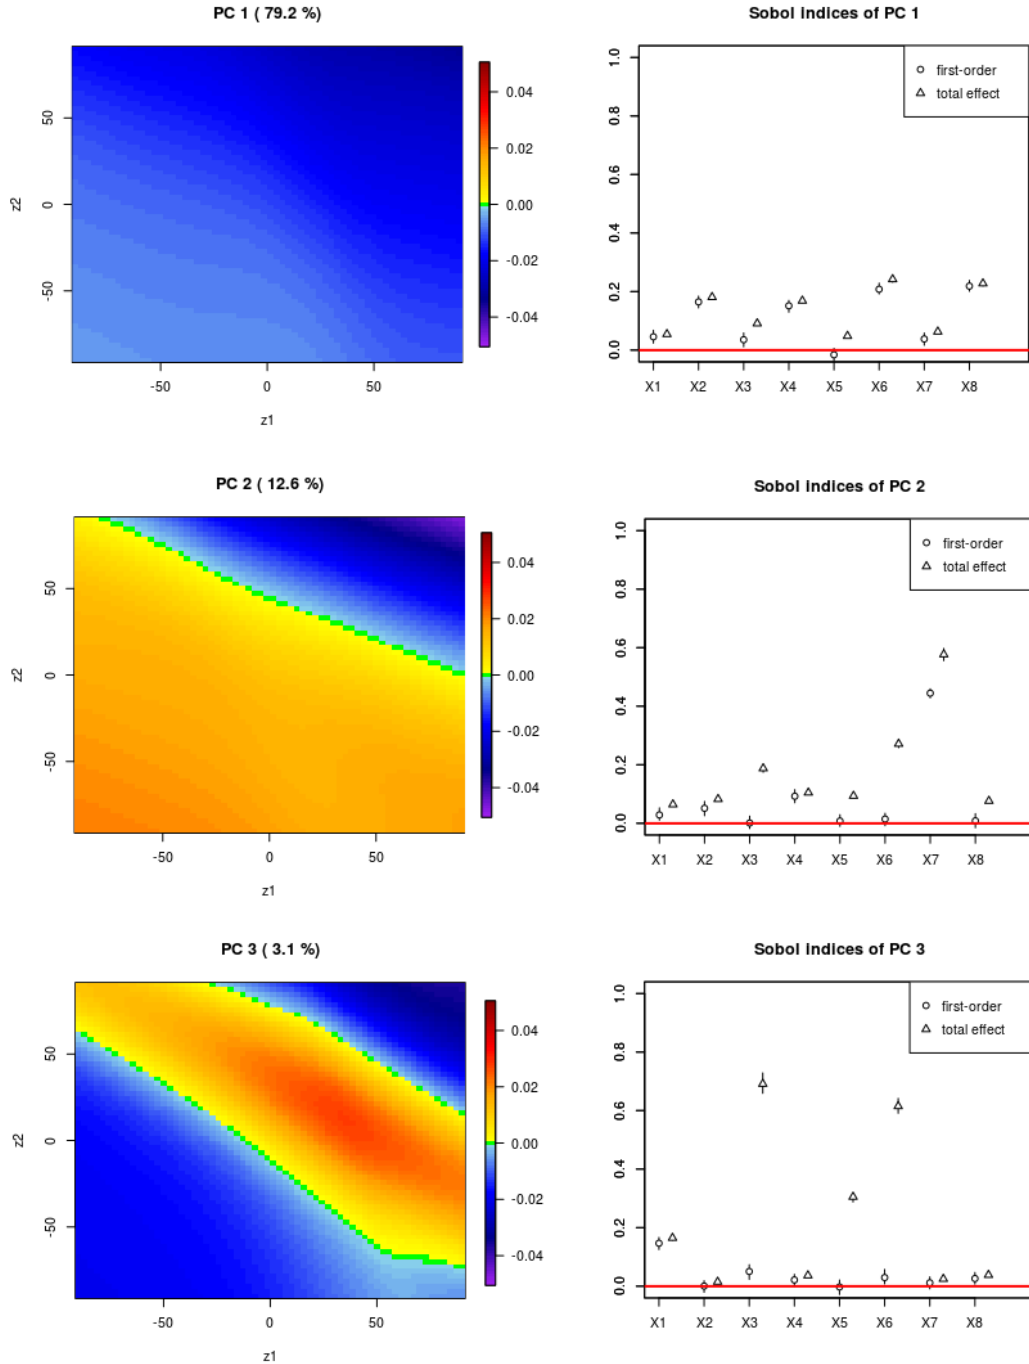 PC 1 ( 79.2 %)
50
0
-50
z2
-50 0 50
z1
0.04
0.02
0.00
-0.02
-0.04
Sobol indices of PC 1
first-order
total effect
1.0
0.8
0.6
0.4
0.2
0.0
X1 X2 X3 X4 X5 X6 X7 X8
PC 2 ( 12.6 %)
50
0
-50
z2
-50 0 50
z1
0.04
0.02
0.00
-0.02
-0.04
Sobol indices of PC 2
first-order
total effect
1.0
0.8
0.6
0.4
0.2
0.0
X1 X2 X3 X4 X5 X6 X7 X8
PC 3 ( 3.1 %)
50
0
-50
z2
-50 0 50
z1
0.04
0.02
0.00
-0.02
-0.04
Sobol indices of PC 3
first-order
total effect
1.0
0.8
0.6
0.4
0.2
0.0
X1 X2 X3 X4 X5 X6 X7 X8